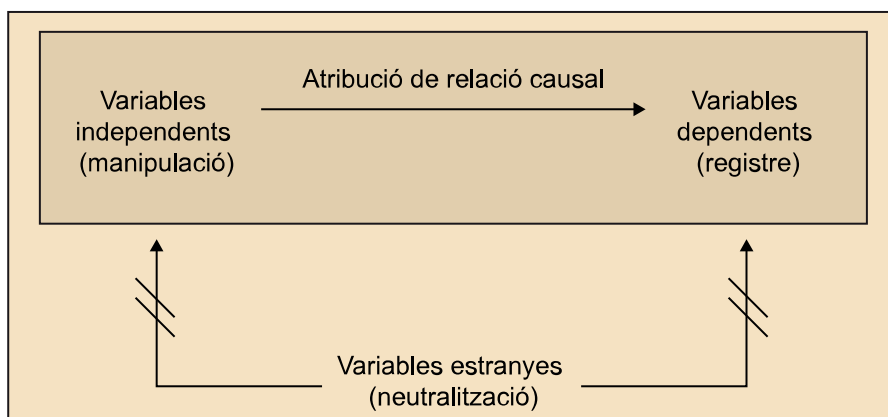 Atribució de relació causal
Variables
independents
(manipulació)
Variables
dependents
(registre)
Variables estranyes
(neutralització)